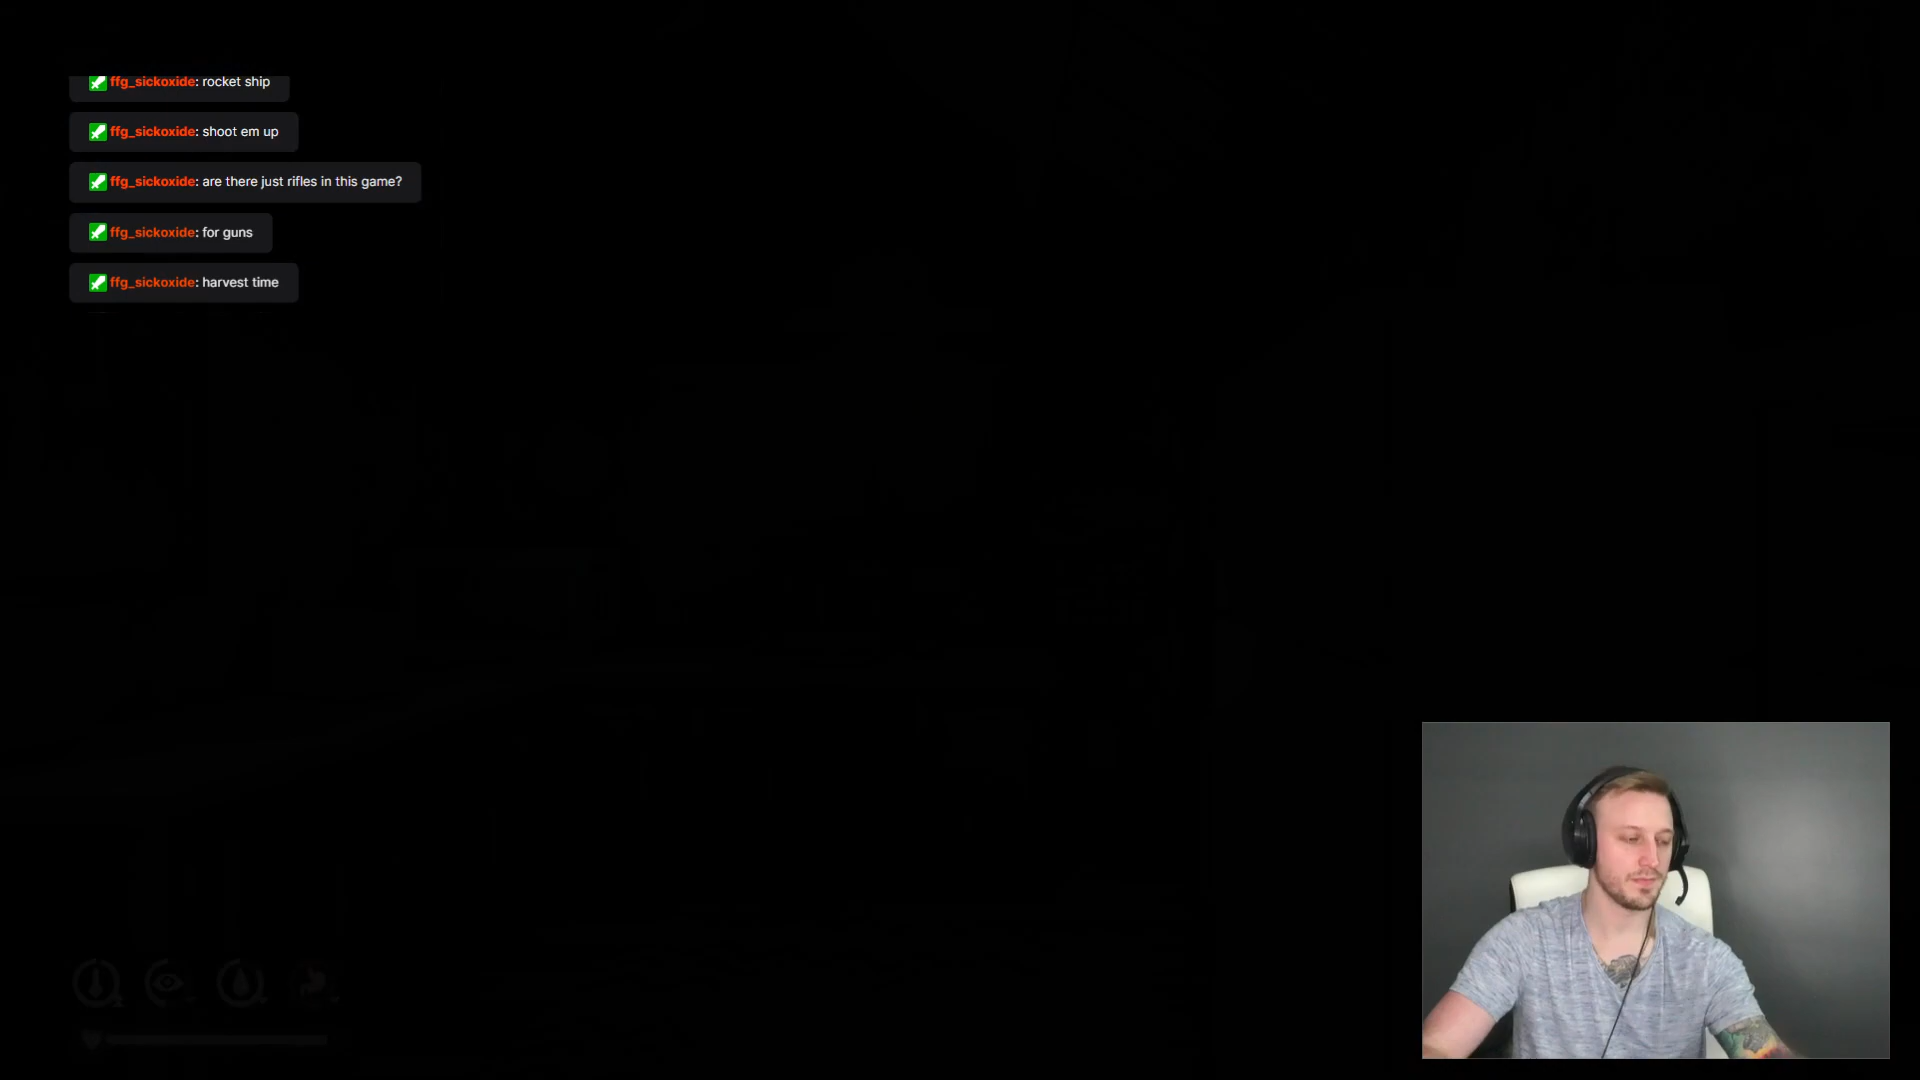 ffg_sickoxide: rocket ship
ffg_sickoxide: shoot em up
ffg_sickoxide: are there just rifles in this game?
ffg_sickoxide: for guns
ffg_sickoxide: harvest time